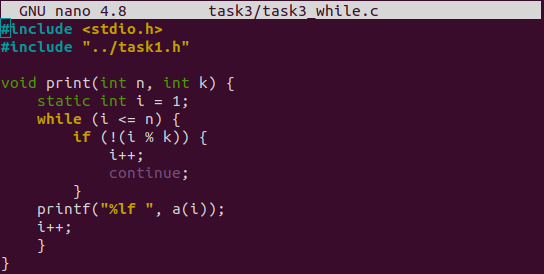 GNU nano 4.8 task3/task3_while.c
#include <stdio.h>
#include "../task1.h"
void print(int n, int k) {
    static int i = 1;
    while (i <= n) {
        if (!(i % k)) {
            i++;
            continue;
        }
    printf("%lf ", a(i));
    i++;
    }
}